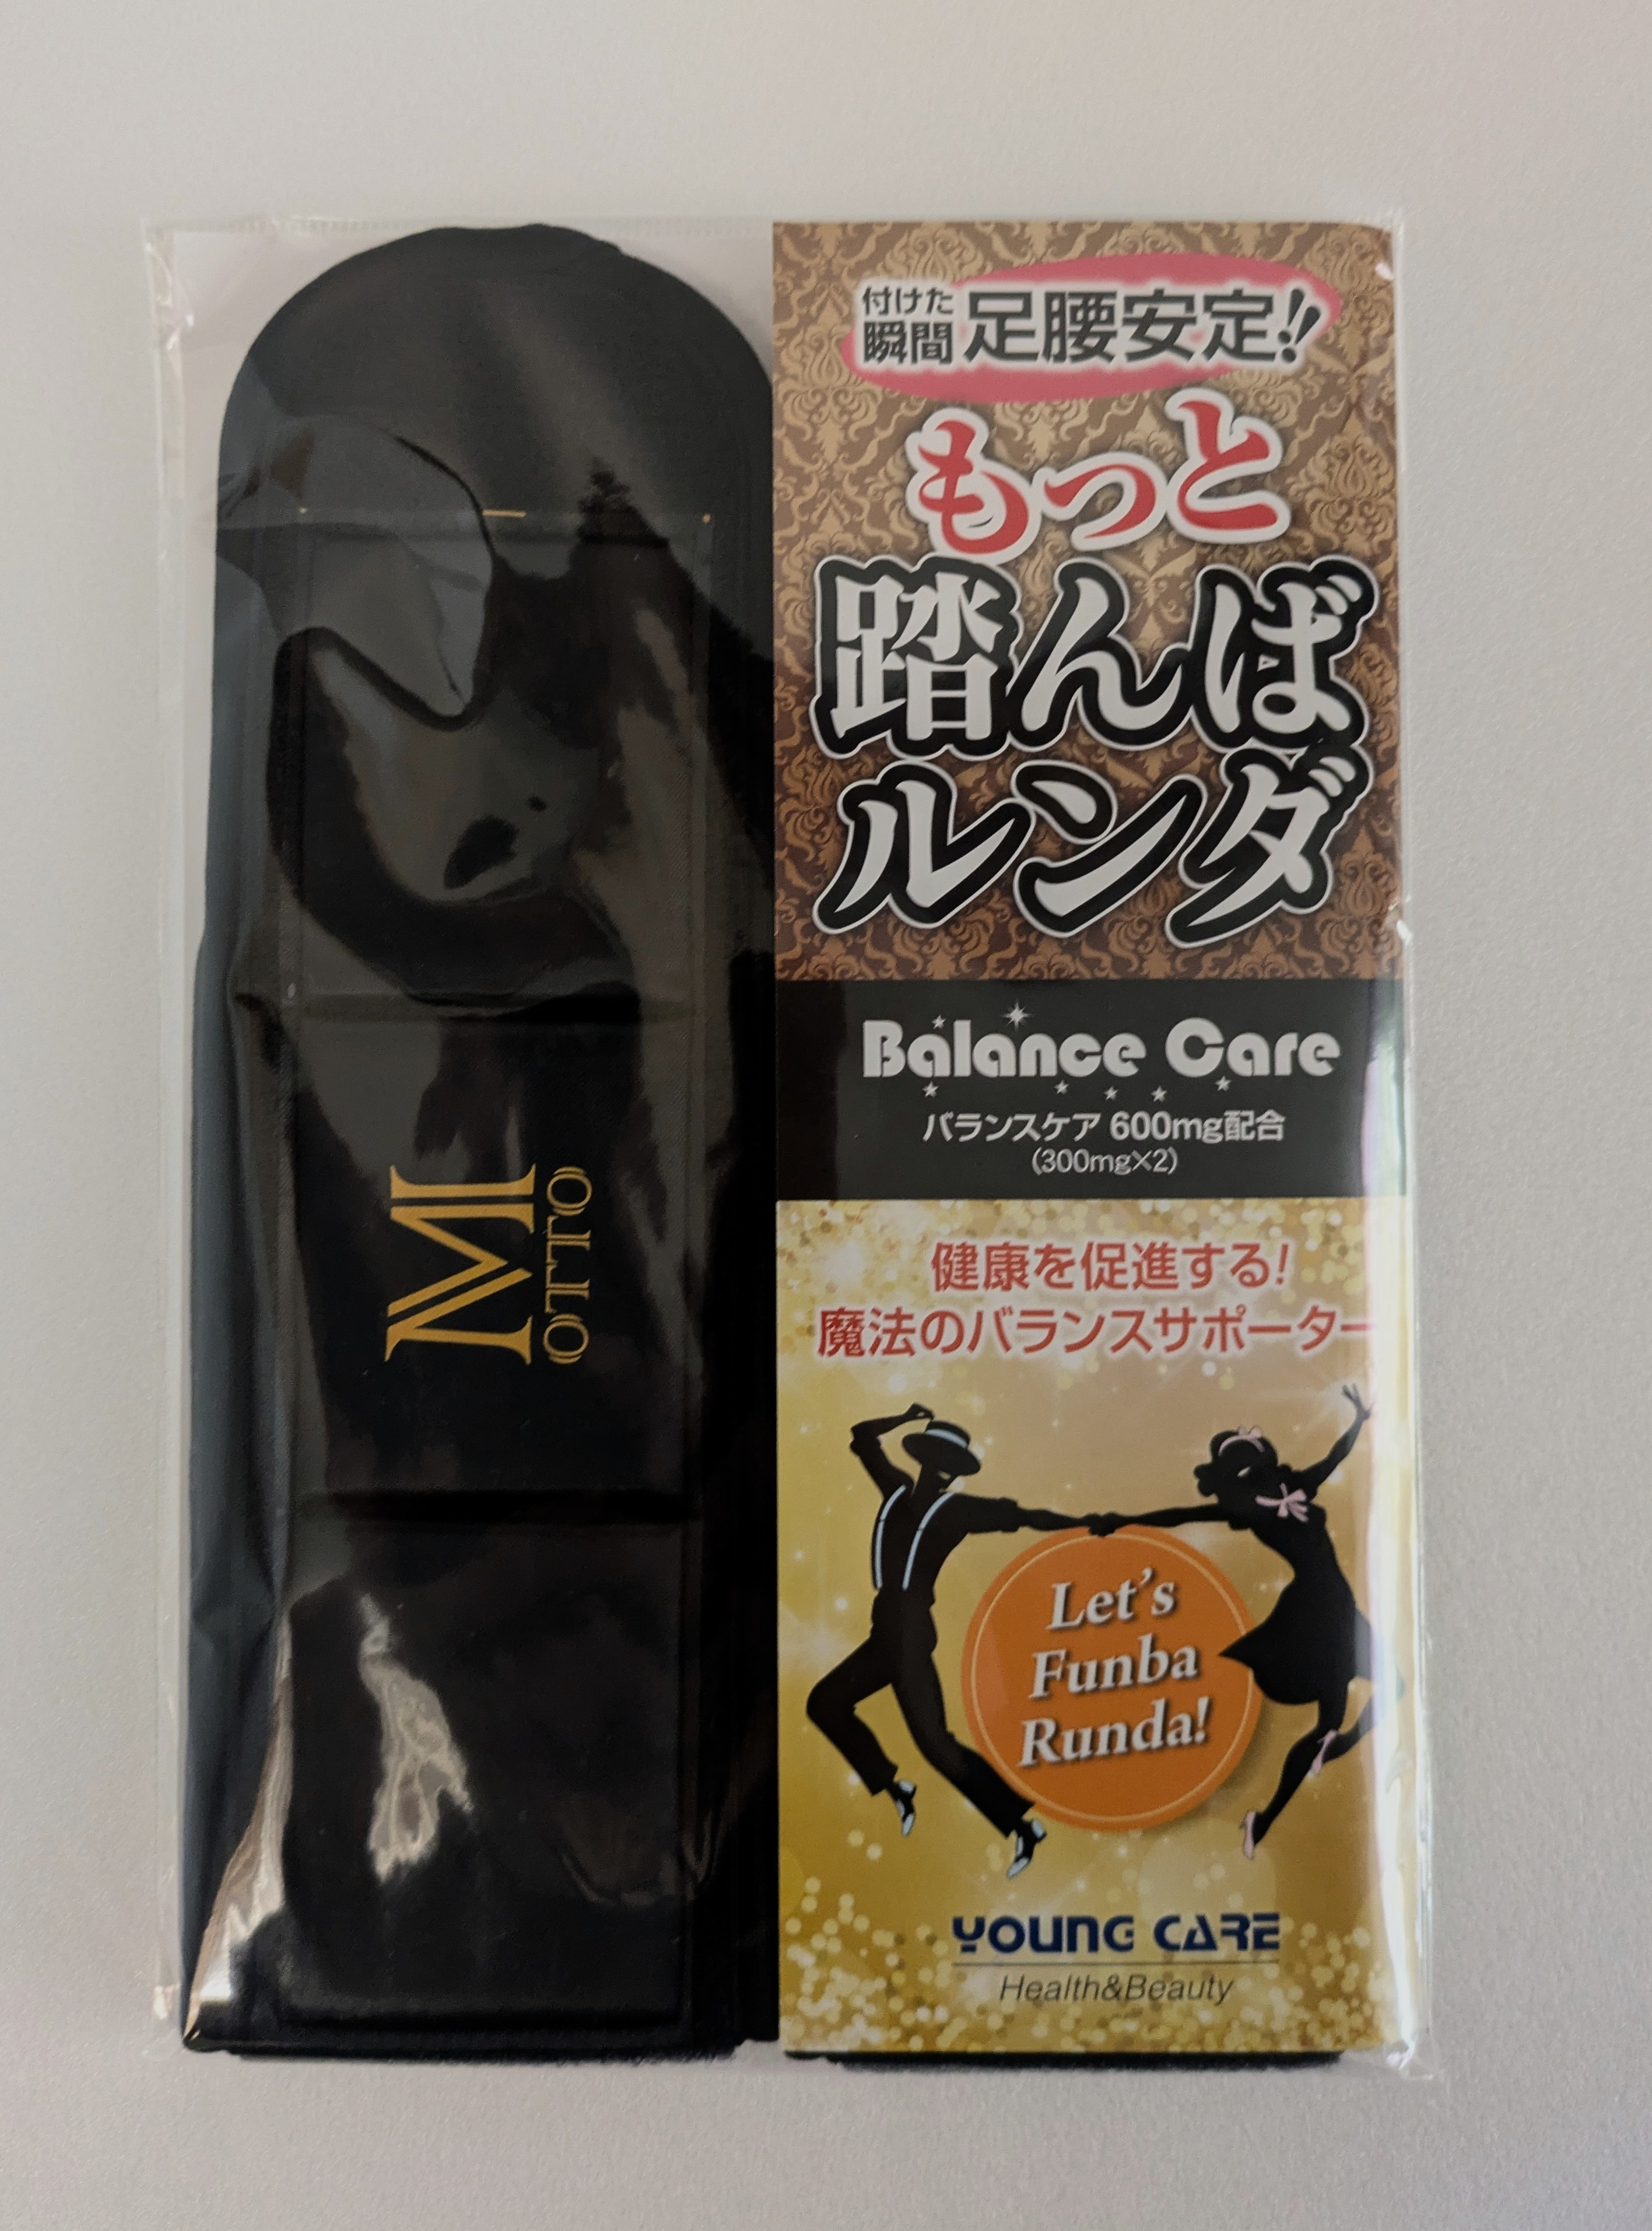 M
OTTO
付けた
瞬間
足腰安定!!
もっと
踏んば
ルンダ
Balance Care
バランスケア 600mg配合
(300mg×2)
健康を促進する!
魔法のバランスサポーター
Let's
Funba
Runda!
YOUNG CARE
Health&Beauty